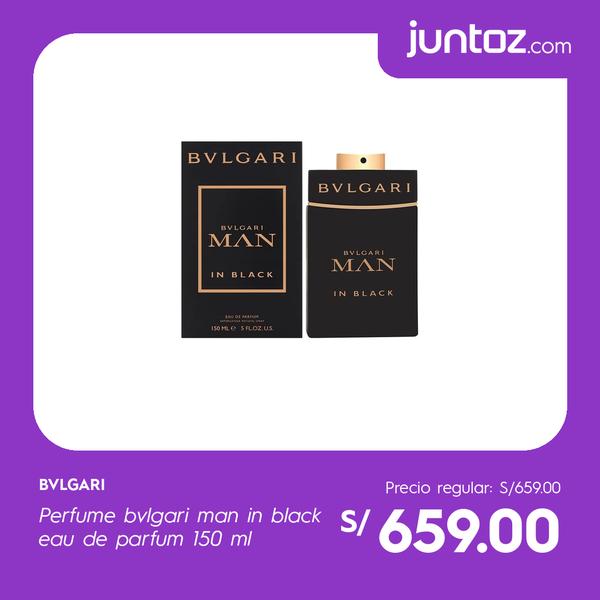 juntoz.com
BVLGARI
BVLGARI
MAN
IN BLACK
EAU DE PARFUM
150 ML e 5 FL.OZ.U.S.
BVLGARI
BVLGARI
MAN
IN BLACK
BVLGARI
Perfume bvlgari man in black
eau de parfum 150 ml
Precio regular: S/659.00
S/ 659.00